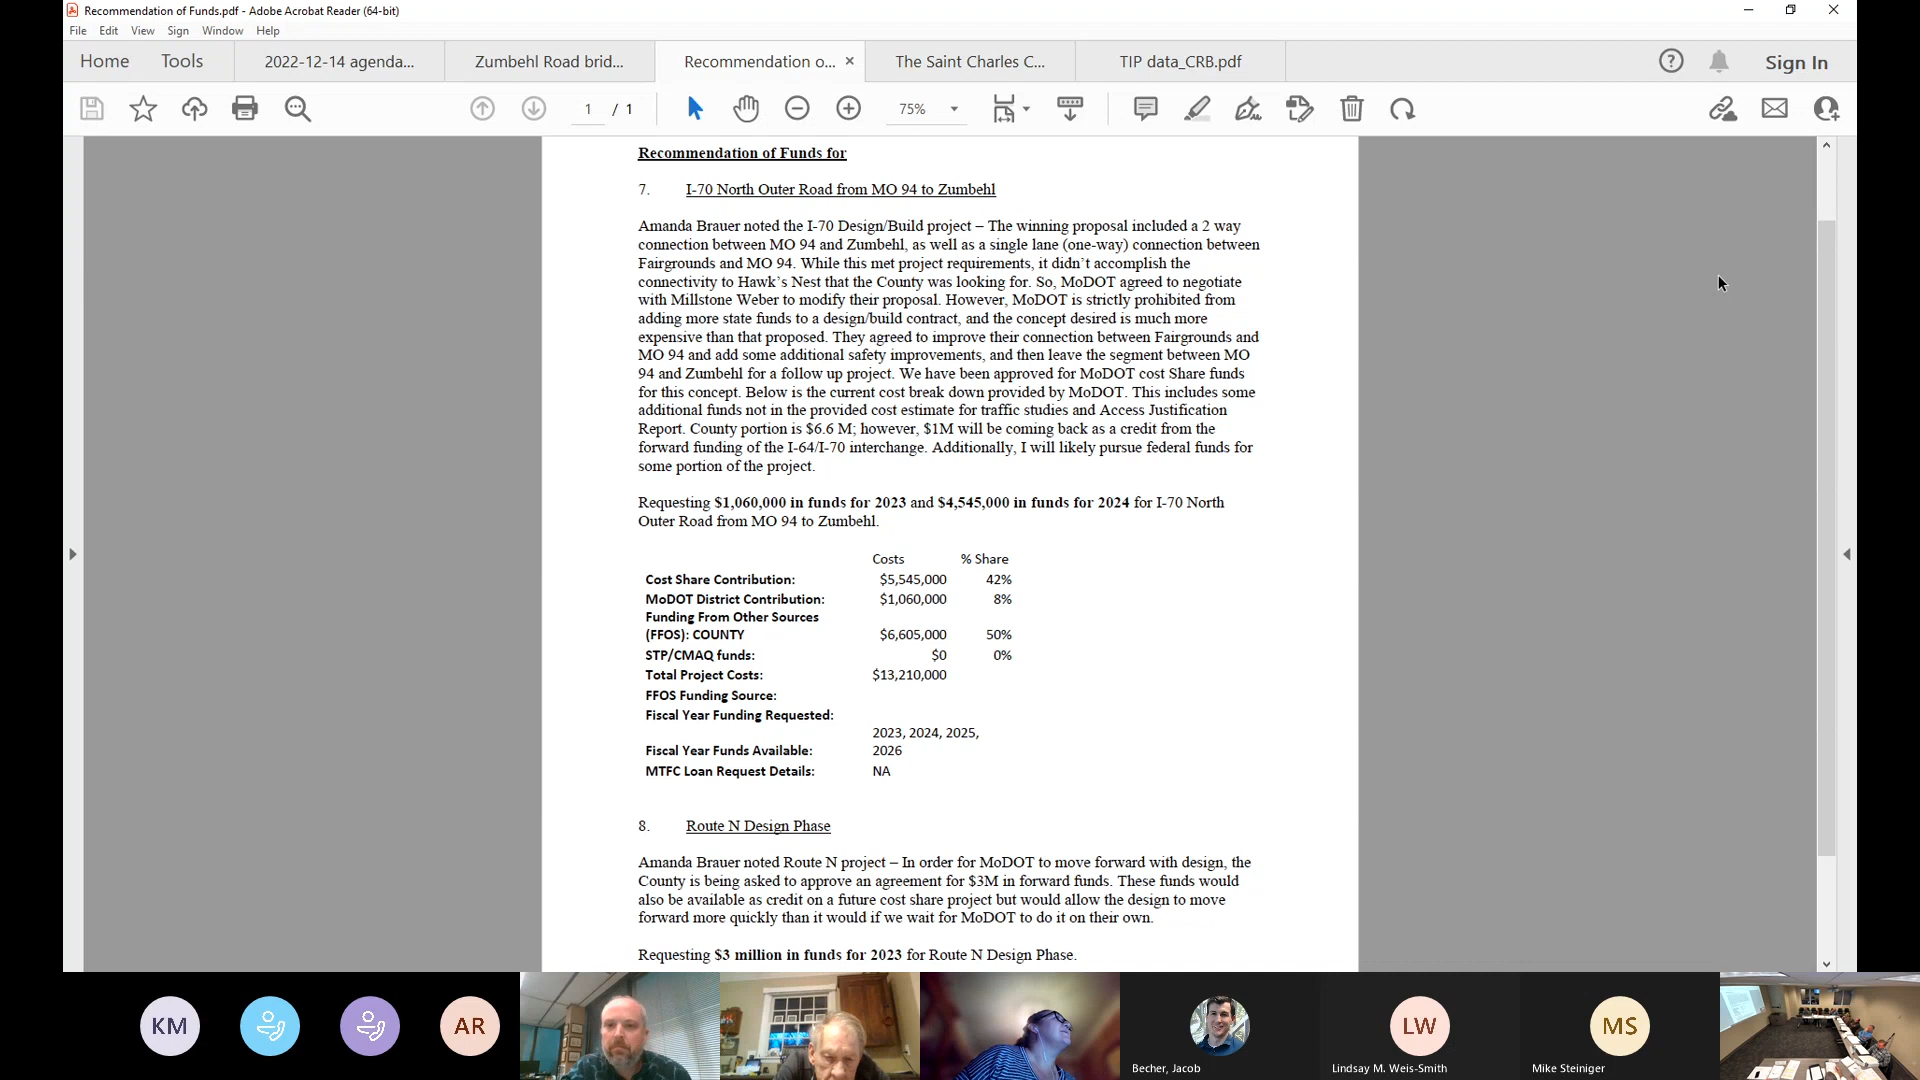 Recommendation of Funds.pdf - Adobe Acrobat Reader (64-bit)
File Edit View Sign Window Help
Home Tools 2022-12-14 agenda... Zumbehl Road brid... Recommendation o... × The Saint Charles C... TIP data_CRB.pdf Sign In
1 / 1 75%
Recommendation of Funds for
7. I-70 North Outer Road from MO 94 to Zumbehl
Amanda Brauer noted the I-70 Design/Build project – The winning proposal included a 2 way
connection between MO 94 and Zumbehl, as well as a single lane (one-way) connection between
Fairgrounds and MO 94. While this met project requirements, it didn't accomplish the
connectivity to Hawk's Nest that the County was looking for. So, MoDOT agreed to negotiate
with Millstone Weber to modify their proposal. However, MoDOT is strictly prohibited from
adding more state funds to a design/build contract, and the concept desired is much more
expensive than that proposed. They agreed to improve their connection between Fairgrounds and
MO 94 and add some additional safety improvements, and then leave the segment between MO
94 and Zumbehl for a follow up project. We have been approved for MoDOT cost Share funds
for this concept. Below is the current cost break down provided by MoDOT. This includes some
additional funds not in the provided cost estimate for traffic studies and Access Justification
Report. County portion is $6.6 M; however, $1M will be coming back as a credit from the
forward funding of the I-64/I-70 interchange. Additionally, I will likely pursue federal funds for
some portion of the project.
Requesting $1,060,000 in funds for 2023 and $4,545,000 in funds for 2024 for I-70 North
Outer Road from MO 94 to Zumbehl.
Costs % Share
Cost Share Contribution: $5,545,000 42%
MoDOT District Contribution: $1,060,000 8%
Funding From Other Sources
(FFOS): COUNTY $6,605,000 50%
STP/CMAQ funds: $0 0%
Total Project Costs: $13,210,000
FFOS Funding Source:
Fiscal Year Funding Requested:
2023, 2024, 2025,
Fiscal Year Funds Available: 2026
MTFC Loan Request Details: NA
8. Route N Design Phase
Amanda Brauer noted Route N project – In order for MoDOT to move forward with design, the
County is being asked to approve an agreement for $3M in forward funds. These funds would
also be available as credit on a future cost share project but would allow the design to move
forward more quickly than it would if we wait for MoDOT to do it on their own.
Requesting $3 million in funds for 2023 for Route N Design Phase.
KM AR LW MS
Becher, Jacob Lindsay M. Weis-Smith Mike Steiniger